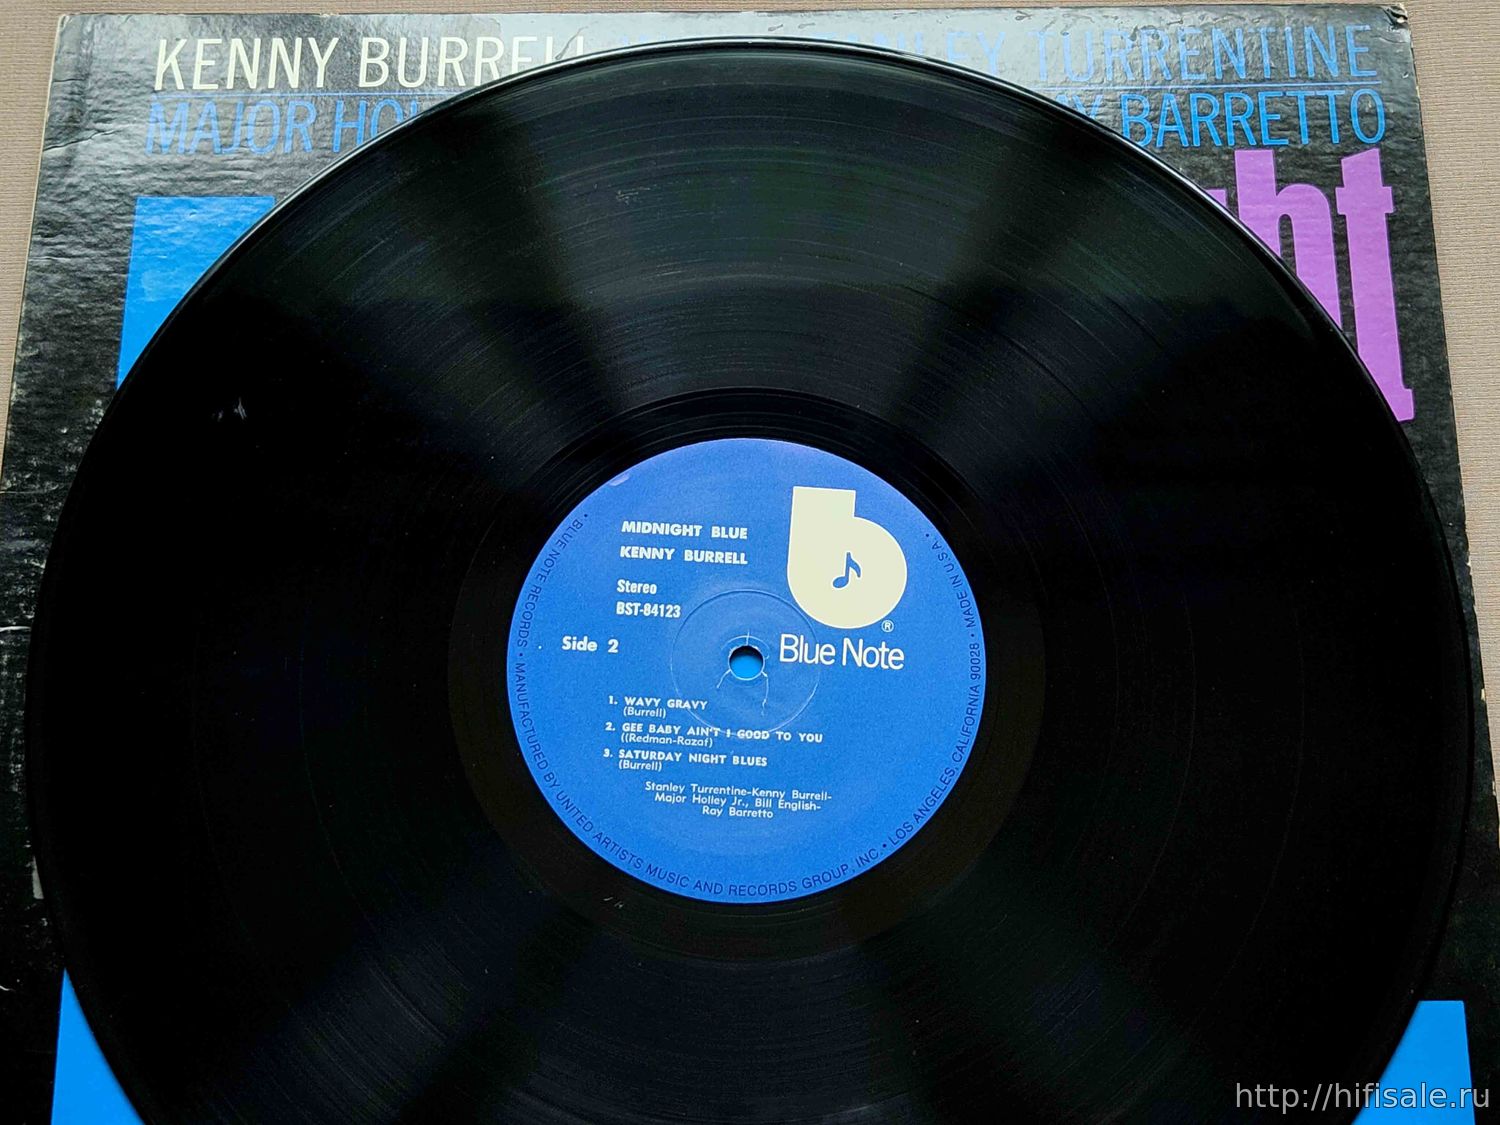 KENNY BURRELL STANLEY TURRENTINE
MAJOR HOL RAY BARRETTO
ght
MIDNIGHT BLUE
KENNY BURRELL
Stereo
BST-84123
Side 2
®
Blue Note
1. WAVY GRAVY
(Burrell)
2. GEE BABY AIN'T I GOOD TO YOU
((Redman-Razaf)
3. SATURDAY NIGHT BLUES
(Burrell)
Stanley Turrentine-Kenny Burrell-
Major Holley Jr., Bill English-
Ray Barretto
• BLUE NOTE RECORDS • MANUFACTURED BY UNITED ARTISTS MUSIC AND RECORDS GROUP, INC. • LOS ANGELES, CALIFORNIA 90028 • MADE IN U.S.A. •
http://hifisale.ru